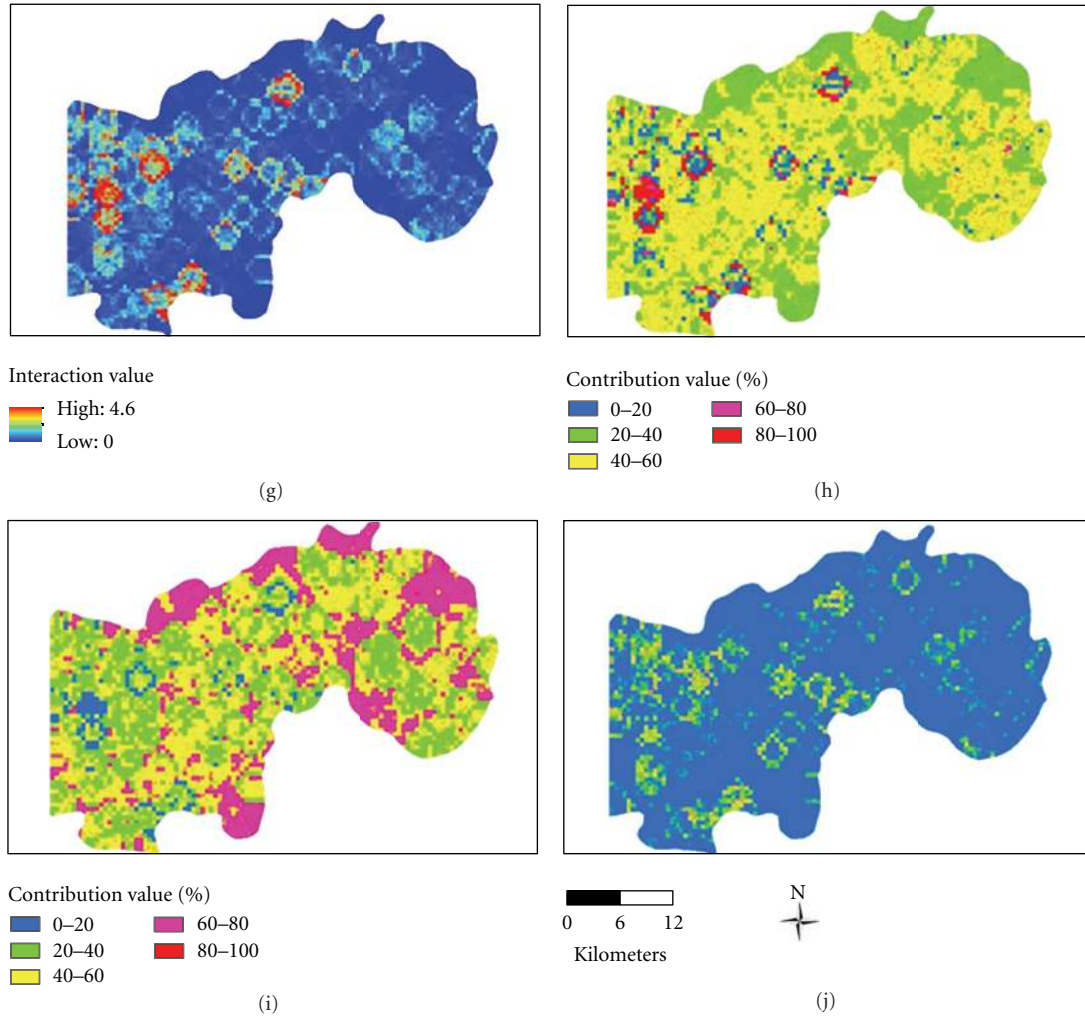 Interaction value
High: 4.6
Low: 0
(g)
Contribution value (%)
0–20
20–40
40–60
60–80
80–100
(h)
Contribution value (%)
0–20
20–40
40–60
60–80
80–100
(i)
0 6 12
Kilometers
N
(j)